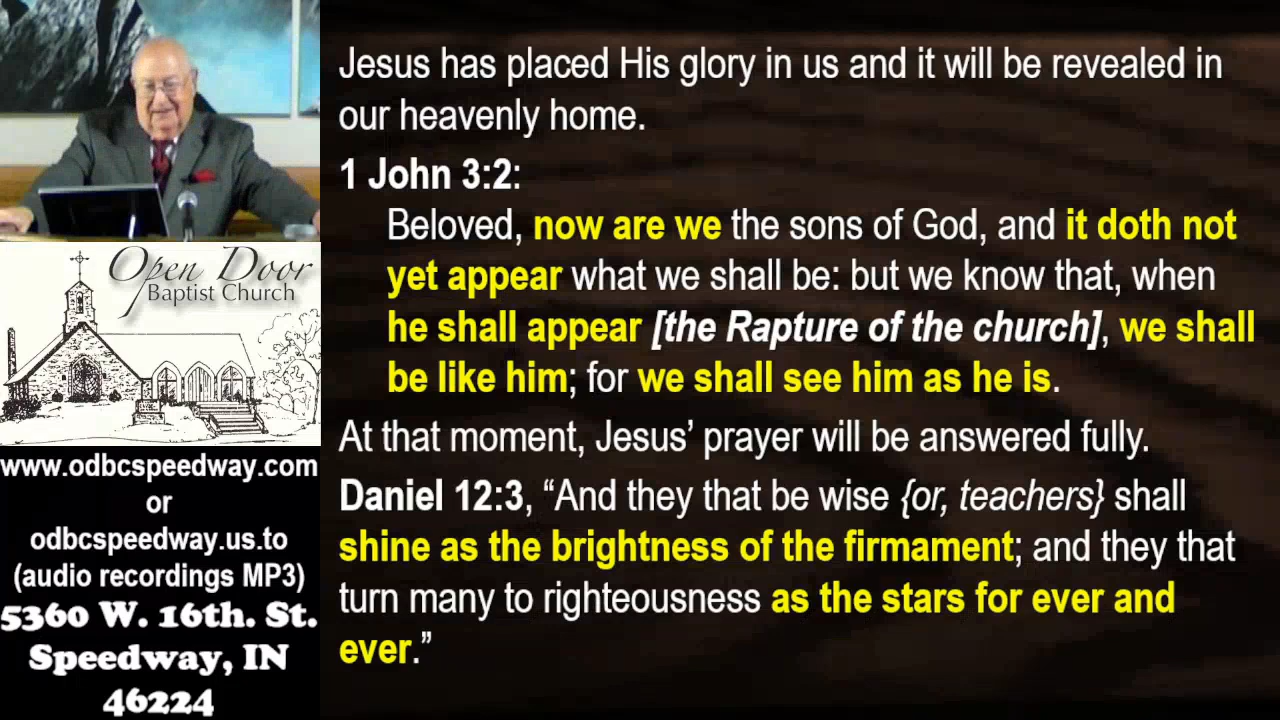 Jesus has placed His glory in us and it will be revealed in
our heavenly home.
1 John 3:2:
Beloved, now are we the sons of God, and it doth not
yet appear what we shall be: but we know that, when
he shall appear [the Rapture of the church], we shall
be like him; for we shall see him as he is.
At that moment, Jesus’ prayer will be answered fully.
Daniel 12:3, “And they that be wise {or, teachers} shall
shine as the brightness of the firmament; and they that
turn many to righteousness as the stars for ever and
ever.”
Open Door
Baptist Church
www.odbcspeedway.com
or
odbcspeedway.us.to
(audio recordings MP3)
5360 W. 16th. St.
Speedway, IN
46224